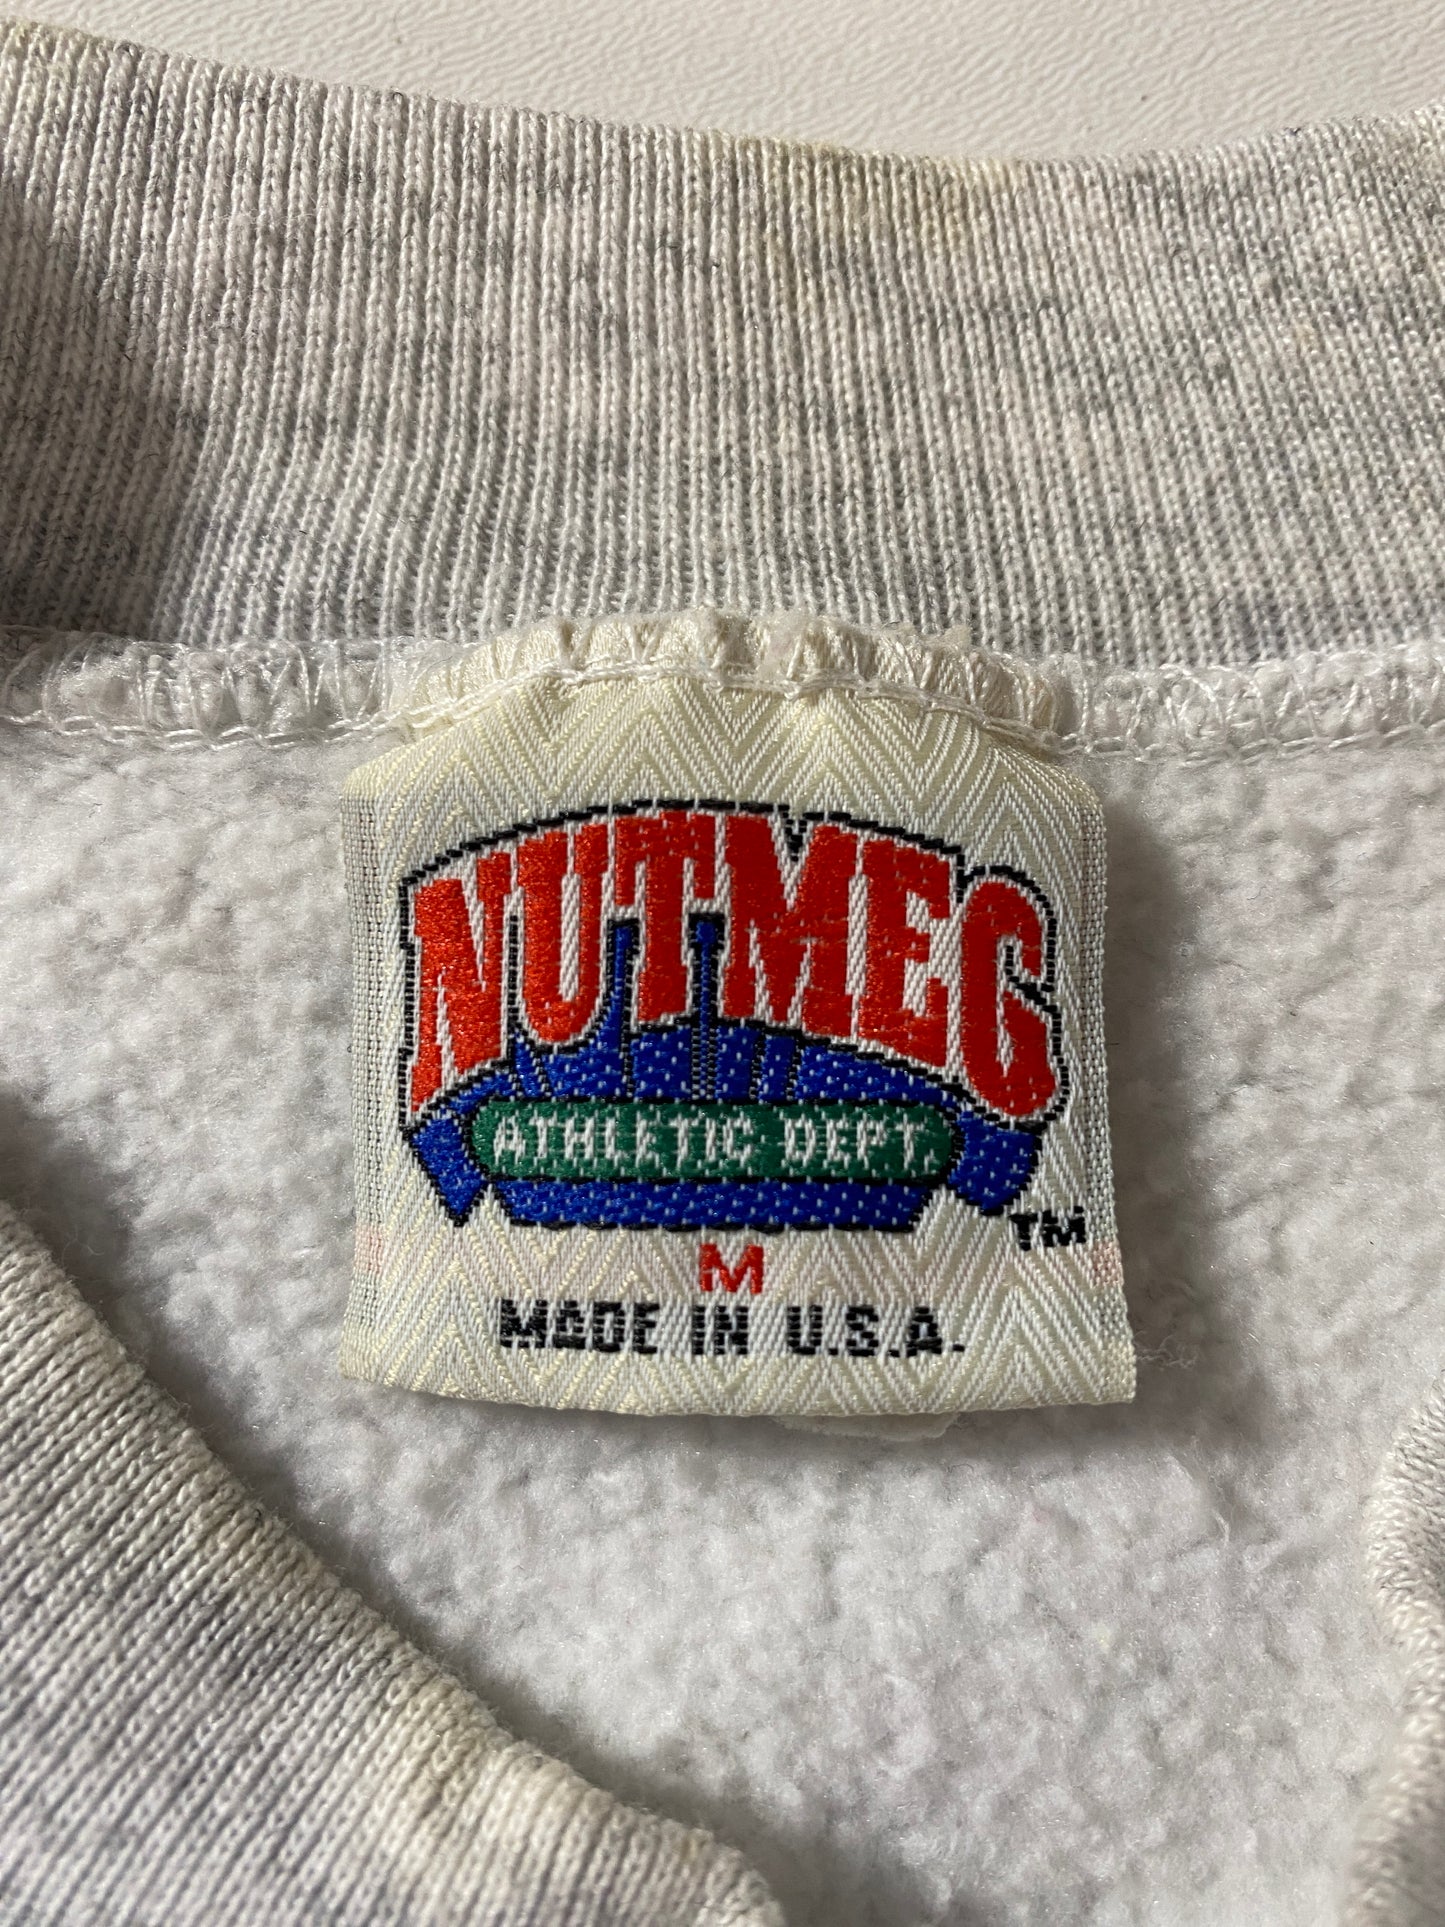 NUTMEG
ATHLETIC DEPT.
TM
M
MADE IN U.S.A.